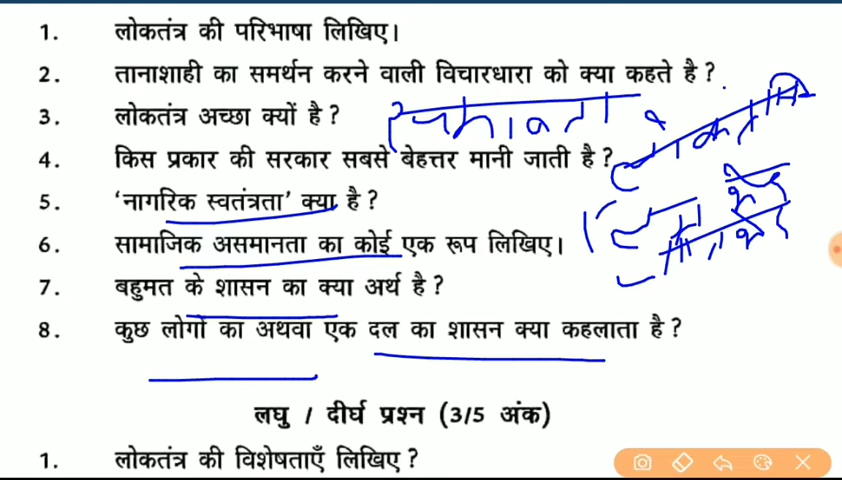 1. लोकतंत्र की परिभाषा लिखिए।
2. तानाशाही का समर्थन करने वाली विचारधारा को क्या कहते है ?
3. लोकतंत्र अच्छा क्यों है ?
4. किस प्रकार की सरकार सबसे बेहत्तर मानी जाती है ?
5. 'नागरिक स्वतंत्रता' क्या है ?
6. सामाजिक असमानता का कोई एक रूप लिखिए।
7. बहुमत के शासन का क्या अर्थ है ?
8. कुछ लोगों का अथवा एक दल का शासन क्या कहलाता है ?
लघु / दीर्घ प्रश्न (3/5 अंक)
1. लोकतंत्र की विशेषताएँ लिखिए ?